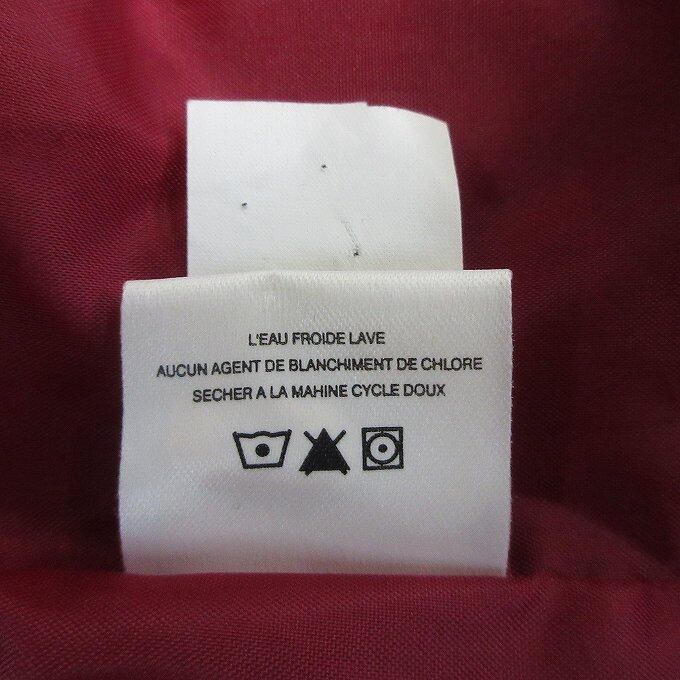 L'EAU FROIDE LAVE
AUCUN AGENT DE BLANCHIMENT DE CHLORE
SECHER A LA MAHINE CYCLE DOUX